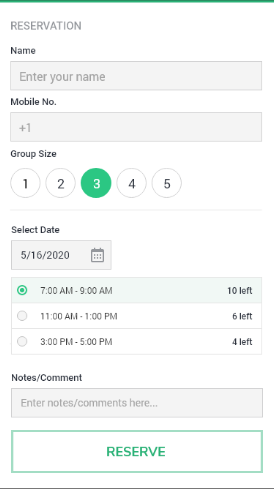 RESERVATION
Name
Enter your name
Mobile No.
+1
Group Size
1 2 3 4 5
Select Date
5/16/2020
7:00 AM - 9:00 AM 10 left
11:00 AM - 1:00 PM 6 left
3:00 PM - 5:00 PM 4 left
Notes/Comment
Enter notes/comments here...
RESERVE